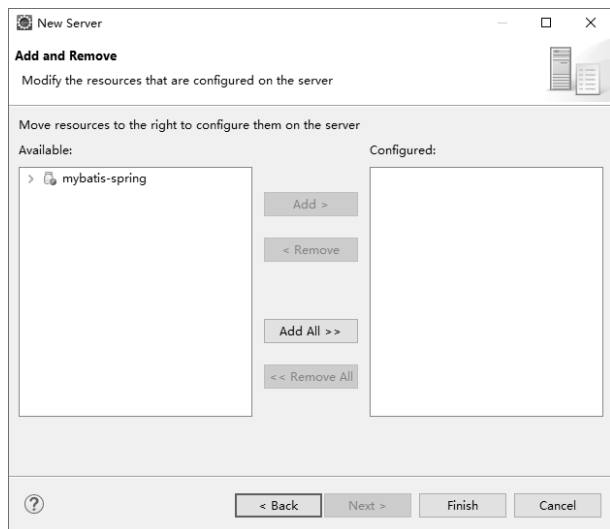 New Server
Add and Remove
Modify the resources that are configured on the server
Move resources to the right to configure them on the server
Available:
Configured:
mybatis-spring
Add >
< Remove
Add All >>
<< Remove All
?
< Back
Next >
Finish
Cancel